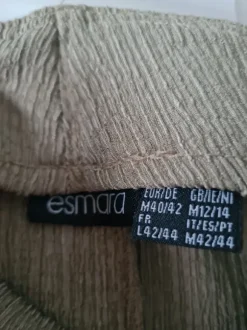 esmara
EUR/DE GB/IE/NI
M40/42 M12/14
FR IT/ES/PT
L42/44 M42/44